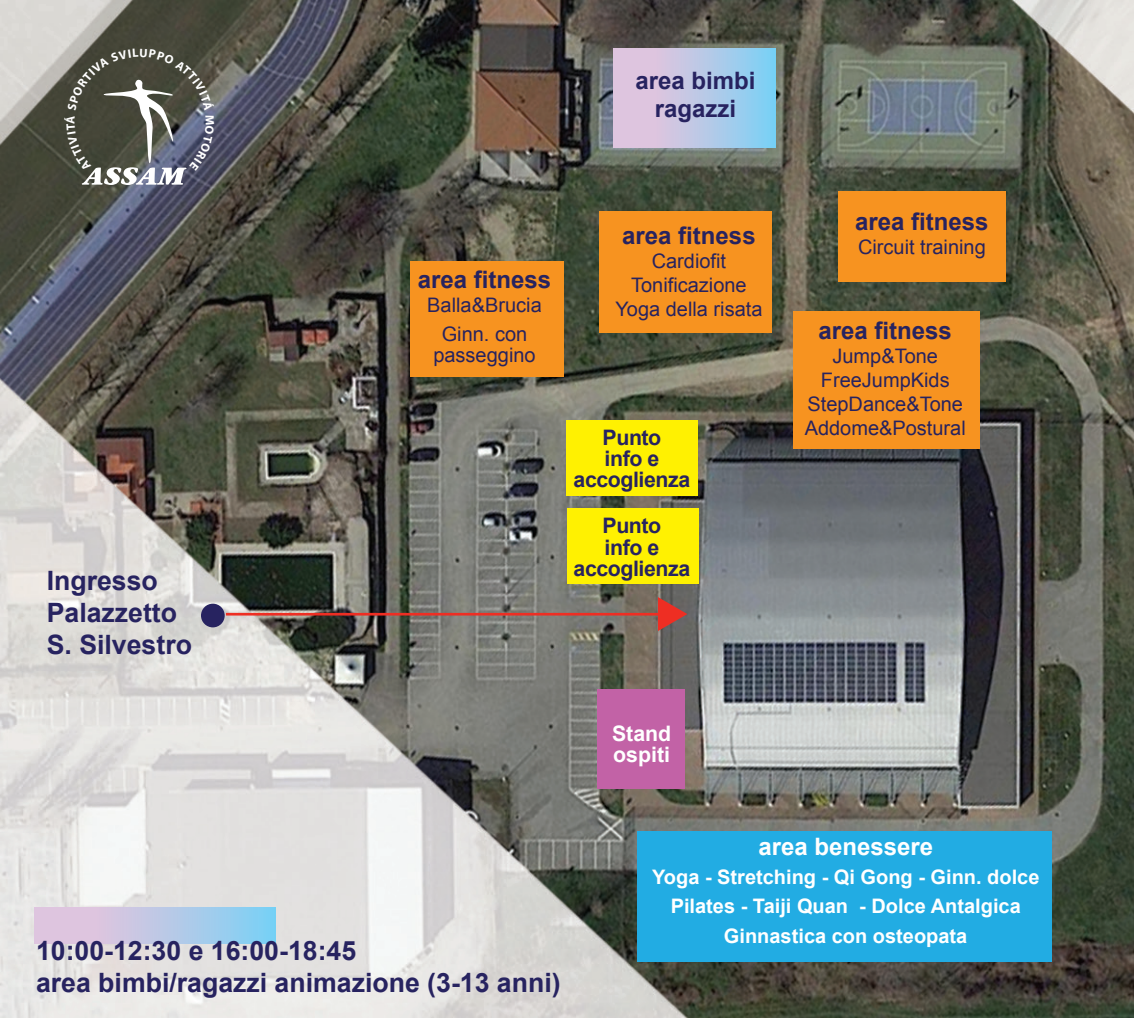 ATTIVITÁ SPORTIVA SVILUPPO ATTIVITÁ MOTORIE
ASSAM
area bimbi
ragazzi
area fitness
Circuit training
area fitness
Cardiofit
Tonificazione
Yoga della risata
area fitness
Balla&Brucia
Ginn. con
passeggino
area fitness
Jump&Tone
FreeJumpKids
StepDance&Tone
Addome&Postural
Punto
info e
accoglienza
Punto
info e
accoglienza
Ingresso
Palazzetto
S. Silvestro
Stand
ospiti
area benessere
Yoga - Stretching - Qi Gong - Ginn. dolce
Pilates - Taiji Quan - Dolce Antalgica
Ginnastica con osteopata
10:00-12:30 e 16:00-18:45
area bimbi/ragazzi animazione (3-13 anni)